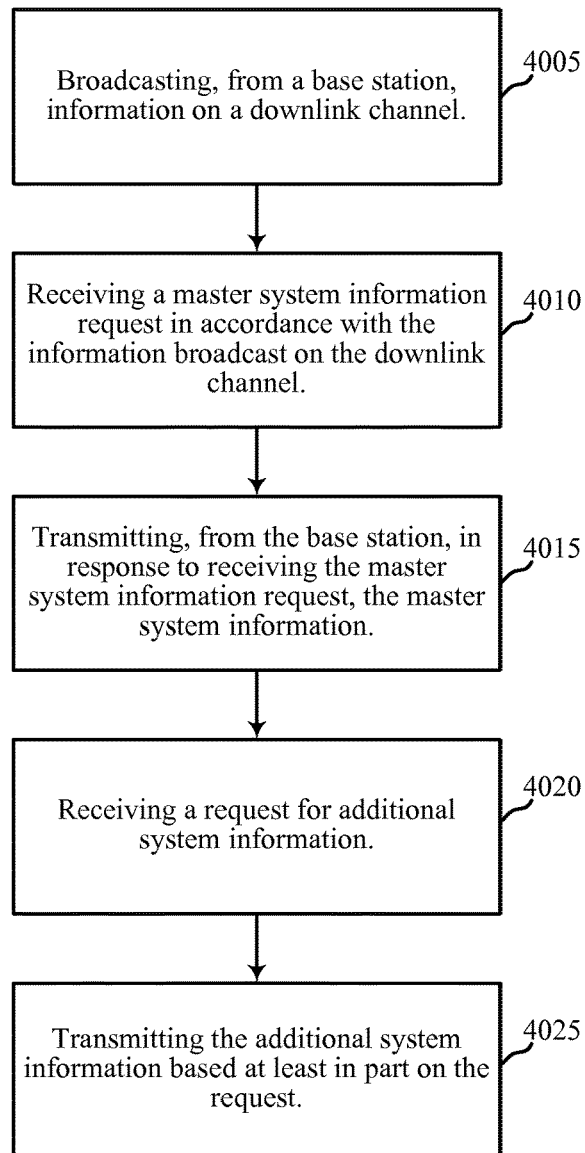 Broadcasting, from a base station,
information on a downlink channel.
4005
Receiving a master system information
request in accordance with the
information broadcast on the downlink
channel.
4010
Transmitting, from the base station, in
response to receiving the master
system information request, the master
system information.
4015
Receiving a request for additional
system information.
4020
Transmitting the additional system
information based at least in part on the
request.
4025